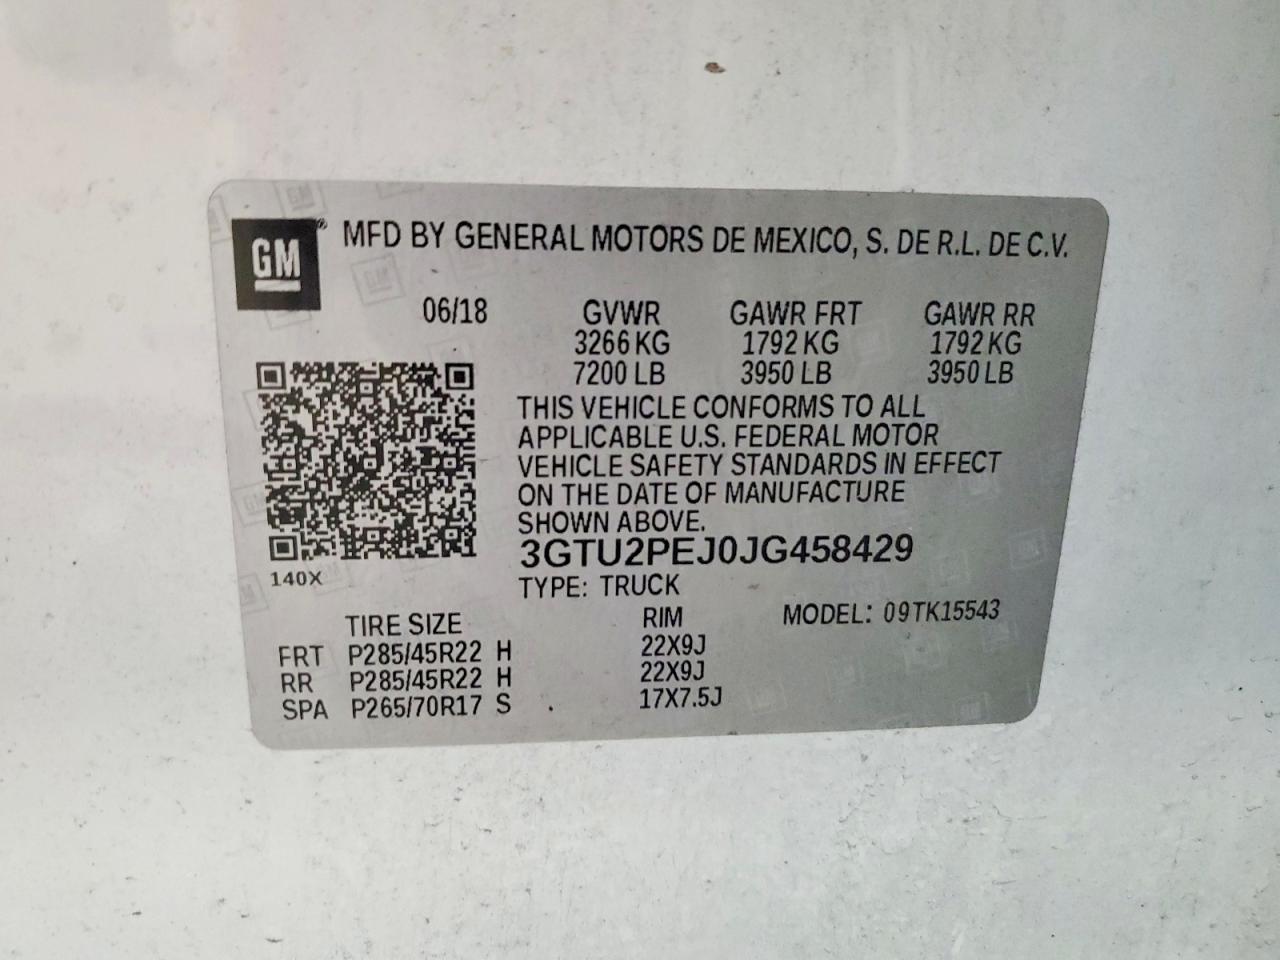 GM
MFD BY GENERAL MOTORS DE MEXICO, S. DE R.L. DE C.V.
06/18 GVWR GAWR FRT GAWR RR
3266 KG 1792 KG 1792 KG
7200 LB 3950 LB 3950 LB
THIS VEHICLE CONFORMS TO ALL
APPLICABLE U.S. FEDERAL MOTOR
VEHICLE SAFETY STANDARDS IN EFFECT
ON THE DATE OF MANUFACTURE
SHOWN ABOVE.
3GTU2PEJ0JG458429
140X
TYPE: TRUCK
TIRE SIZE RIM MODEL: 09TK15543
FRT P285/45R22 H 22X9J
RR P285/45R22 H 22X9J
SPA P265/70R17 S . 17X7.5J